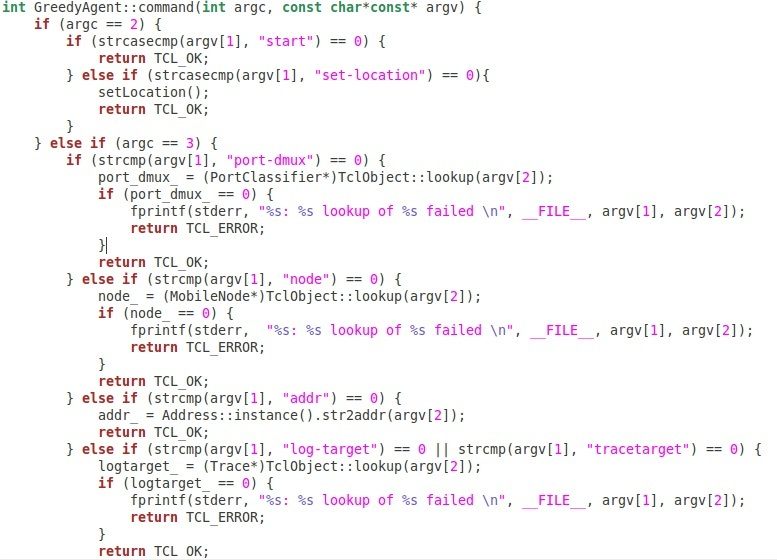 int GreedyAgent::command(int argc, const char*const* argv) {
    if (argc == 2) {
        if (strcasecmp(argv[1], "start") == 0) {
            return TCL_OK;
        } else if (strcasecmp(argv[1], "set-location") == 0){
            setLocation();
            return TCL_OK;
        }
    } else if (argc == 3) {
        if (strcmp(argv[1], "port-dmux") == 0) {
            port_dmux_ = (PortClassifier*)TclObject::lookup(argv[2]);
            if (port_dmux_ == 0) {
                fprintf(stderr, "%s: %s lookup of %s failed \n", __FILE__, argv[1], argv[2]);
                return TCL_ERROR;
            }
            return TCL_OK;
        } else if (strcmp(argv[1], "node") == 0) {
            node_ = (MobileNode*)TclObject::lookup(argv[2]);
            if (node_ == 0) {
                fprintf(stderr,  "%s: %s lookup of %s failed \n", __FILE__, argv[1], argv[2]);
                return TCL_ERROR;
            }
            return TCL_OK;
        } else if (strcmp(argv[1], "addr") == 0) {
            addr_ = Address::instance().str2addr(argv[2]);
            return TCL_OK;
        } else if (strcmp(argv[1], "log-target") == 0 || strcmp(argv[1], "tracetarget") == 0) {
            logtarget_ = (Trace*)TclObject::lookup(argv[2]);
            if (logtarget_ == 0) {
                fprintf(stderr, "%s: %s lookup of %s failed \n", __FILE__, argv[1], argv[2]);
                return TCL_ERROR;
            }
            return TCL_OK;